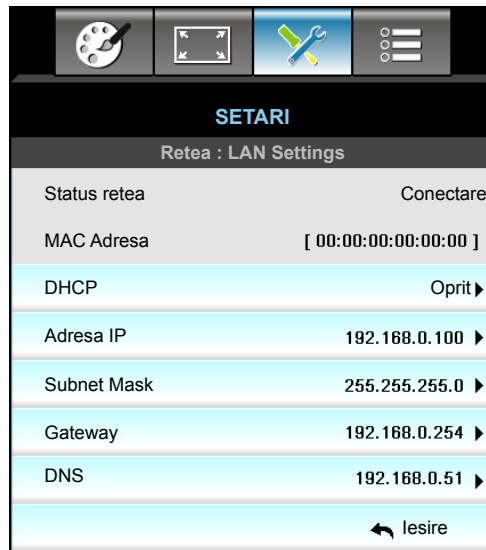 SETARI
Retea : LAN Settings
Status retea Conectare
MAC Adresa [ 00:00:00:00:00:00 ]
DHCP Oprit
Adresa IP 192.168.0.100
Subnet Mask 255.255.255.0
Gateway 192.168.0.254
DNS 192.168.0.51
Iesire